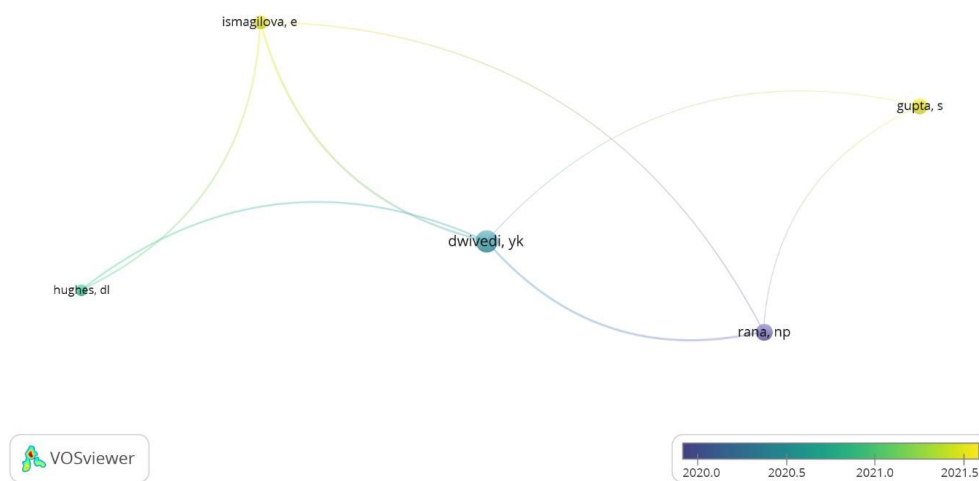 ismagilova, e
gupta, s
dwivedi, yk
hughes, dl
rana, np
VOSviewer
2020.0 2020.5 2021.0 2021.5